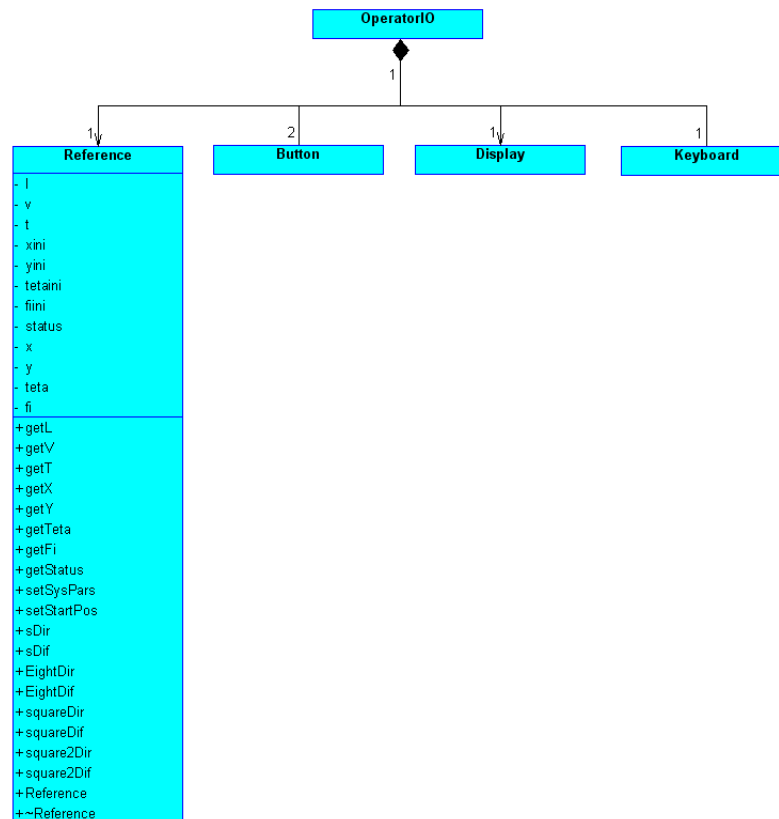 OperatorIO
1
1 2 1 1
Reference Button Display Keyboard
- l
- v
- t
- xini
- yini
- tetaini
- fiini
- status
- x
- y
- teta
- fi
+getL
+getV
+getT
+getX
+getY
+getTeta
+getFi
+getStatus
+setSysPars
+setStartPos
+sDir
+sDif
+EightDir
+EightDif
+squareDir
+squareDif
+square2Dir
+square2Dif
+Reference
+~Reference